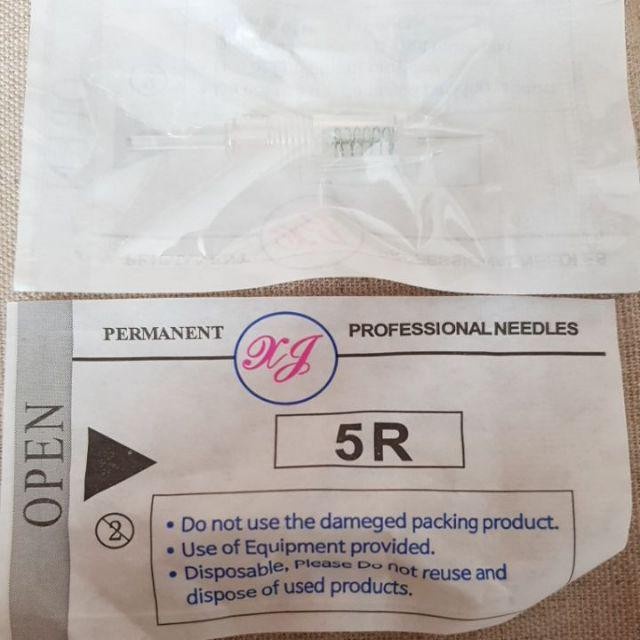 PERMANENT XJ PROFESSIONAL NEEDLES
OPEN
5R
2
• Do not use the dameged packing product.
• Use of Equipment provided.
• Disposable, Please Do not reuse and
dispose of used products.